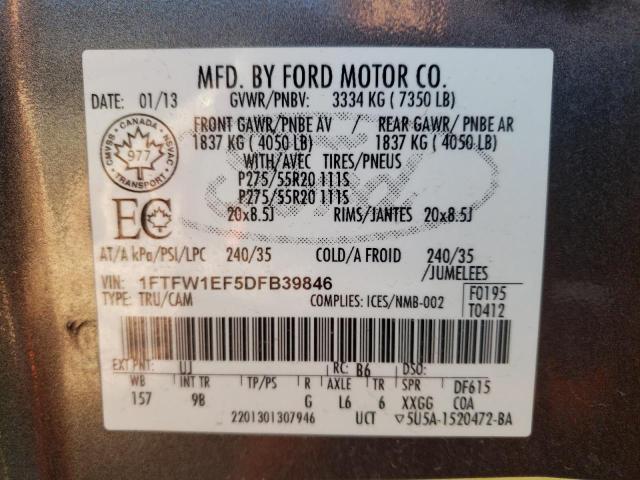 MFD. BY FORD MOTOR CO.
DATE: 01/13 GVWR/PNBV: 3334 KG ( 7350 LB)
FRONT GAWR/PNBE AV / REAR GAWR/ PNBE AR
1837 KG ( 4050 LB) 1837 KG ( 4050 LB)
WITH/AVEC TIRES/PNEUS
P275/55R20 111S
P275/55R20 111S
20x8.5J RIMS/JANTES 20x8.5J
CANADA
CMVSS NSVAC
977
TRANSPORT
EC
AT/A kPa/PSI/LPC 240/35 COLD/A FROID 240/35
/JUMELEES
VIN: 1FTFW1EF5DFB39846
TYPE: TRU/CAM COMPLIES: ICES/NMB-002
F0195
T0412
EXT PNT: UJ RC: B6 DSO:
WB INT TR TP/PS R AXLE TR SPR DF615
157 9B G L6 6 XXGG COA
2201301307946 UCT ▽5U5A-1520472-BA